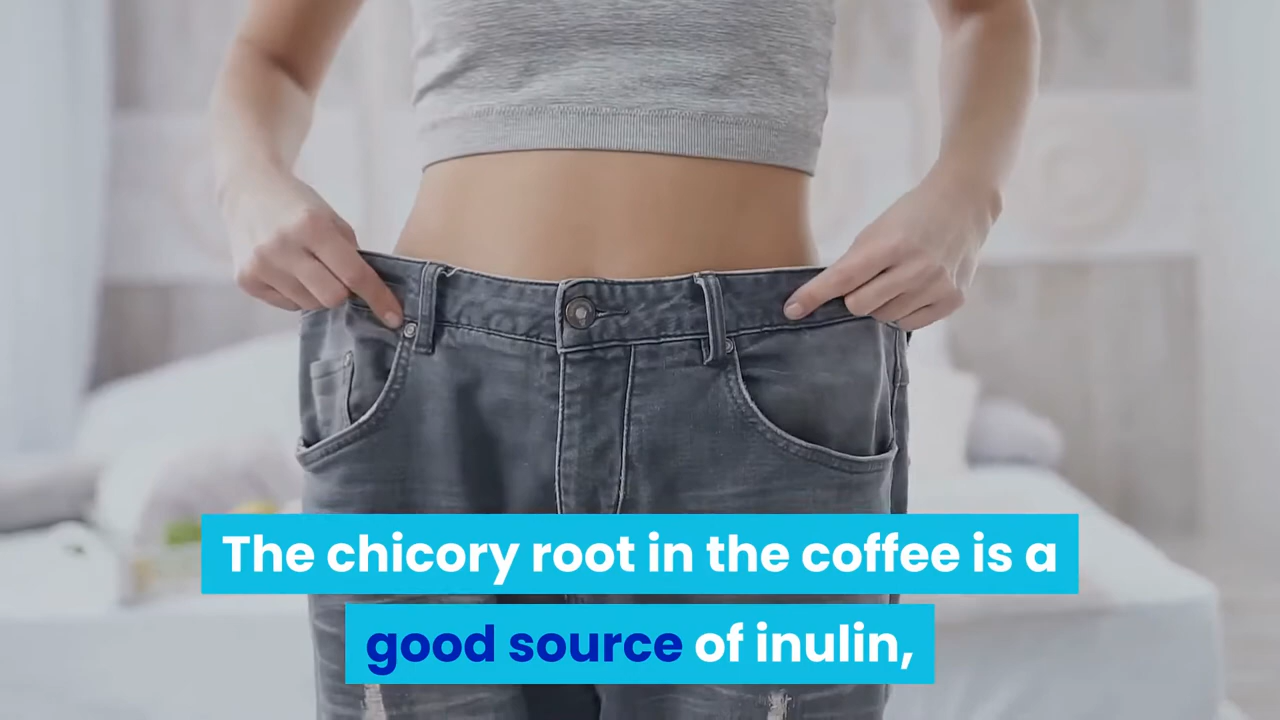 The chicory root in the coffee is a
good source of inulin,